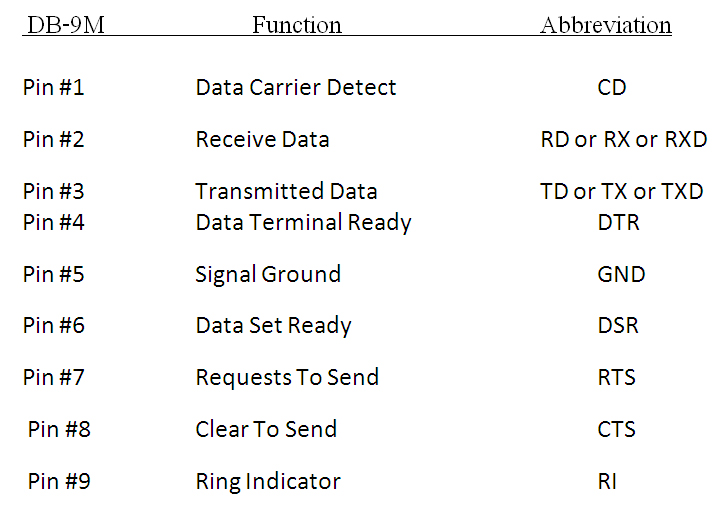 DB-9M Function Abbreviation
Pin #1 Data Carrier Detect CD
Pin #2 Receive Data RD or RX or RXD
Pin #3 Transmitted Data TD or TX or TXD
Pin #4 Data Terminal Ready DTR
Pin #5 Signal Ground GND
Pin #6 Data Set Ready DSR
Pin #7 Requests To Send RTS
Pin #8 Clear To Send CTS
Pin #9 Ring Indicator RI